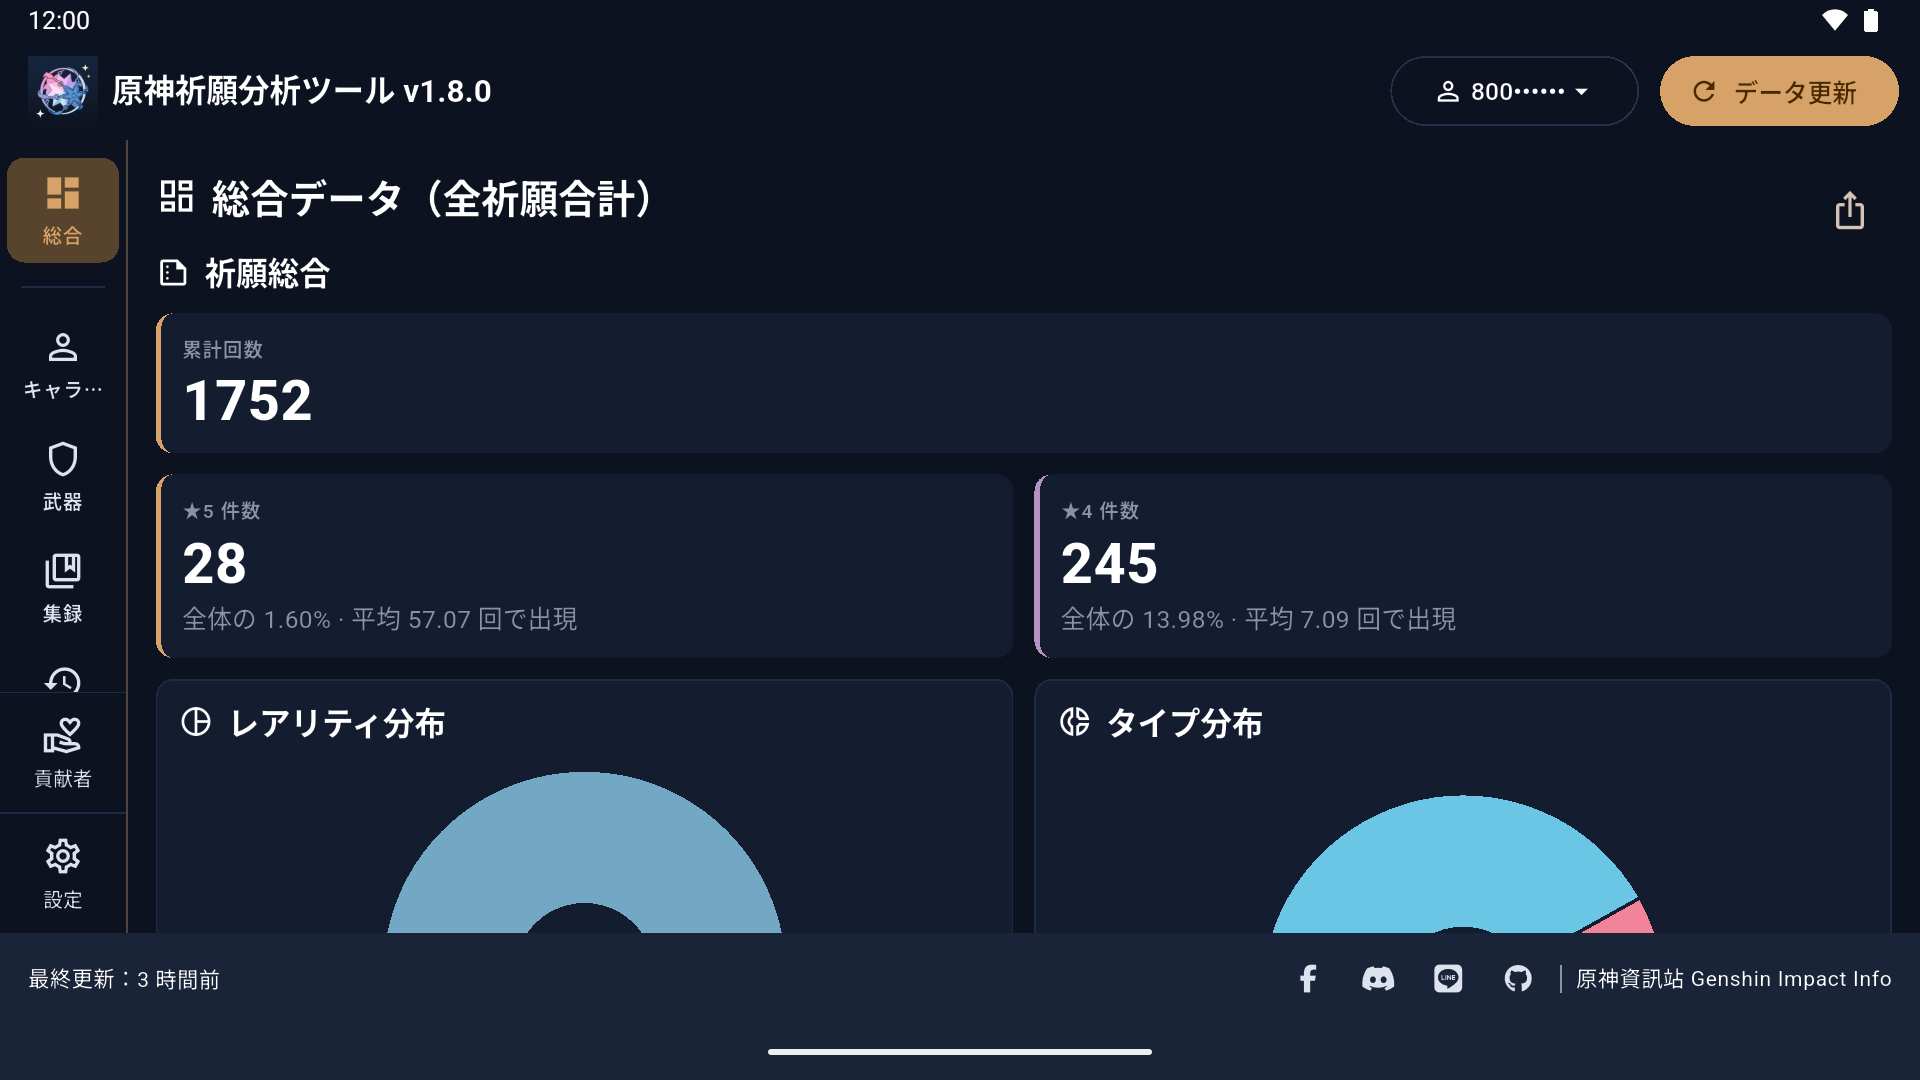 12:00
原神祈願分析ツール v1.8.0
800••••••
データ更新
総合
キャラ…
武器
集録
貢献者
設定
総合データ（全祈願合計）
祈願総合
累計回数
1752
★5 件数
28
全体の 1.60% · 平均 57.07 回で出現
★4 件数
245
全体の 13.98% · 平均 7.09 回で出現
レアリティ分布
タイプ分布
最終更新：3 時間前
LINE
原神資訊站 Genshin Impact Info